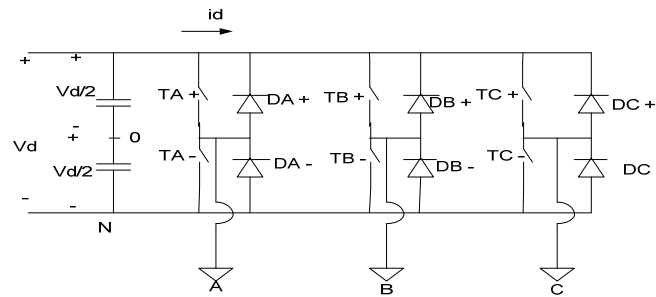 id
+ +
Vd/2 TA + DA + TB + DB + TC + DC +
-
Vd + 0
Vd/2 TA - DA - TB - DB - TC - DC
- -
N
A B C